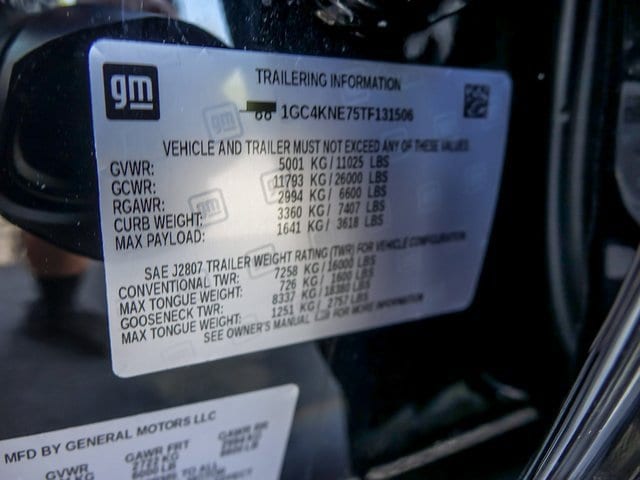 gm
TRAILERING INFORMATION
1GC4KNE75TF131506
VEHICLE AND TRAILER MUST NOT EXCEED ANY OF THESE VALUES
GVWR: 5001 KG/11025 LBS
GCWR: 11793 KG/26000 LBS
RGAWR: 2994 KG/ 6600 LBS
CURB WEIGHT: 3360 KG/ 7407 LBS
MAX PAYLOAD: 1641 KG/ 3618 LBS
SAE J2807 TRAILER WEIGHT RATING (TWR) FOR VEHICLE CONFIGURATION
CONVENTIONAL TWR: 7258 KG/16000 LBS
MAX TONGUE WEIGHT: 726 KG/ 1600 LBS
GOOSENECK TWR: 8337 KG/18380 LBS
MAX TONGUE WEIGHT: 1251 KG/ 2757 LBS
SEE OWNER'S MANUAL FOR MORE INFORMATION
MFD BY GENERAL MOTORS LLC
GVWR GAWR FRT GAWR RR